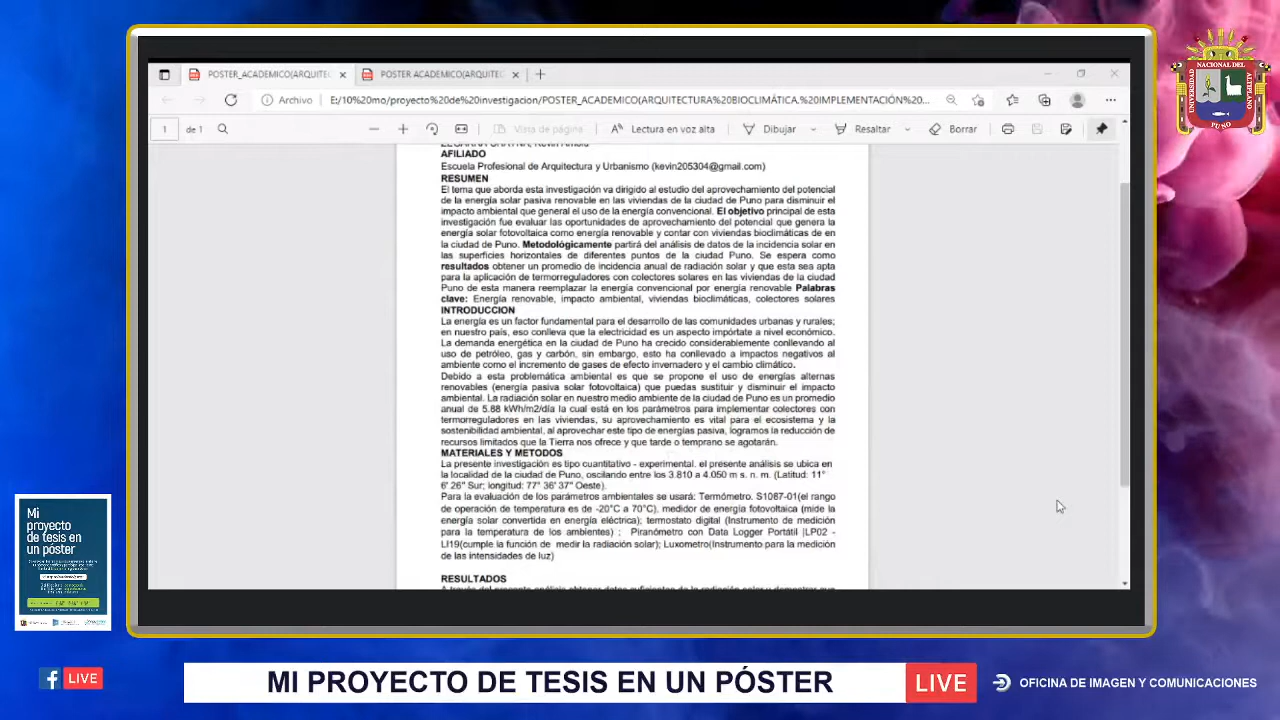 POSTER_ACADEMICO(ARQUITEC
POSTER ACADEMICO(ARQUITEC
Archivo
E:/10%20mo/proyecto%20de%20investigacion/POSTER_ACADEMICO(ARQUITECTURA%20BIOCLIMÁTICA,%20IMPLEMENTACIÓN%20...
1 de 1
Vista de página
Lectura en voz alta
Dibujar
Resaltar
Borrar
AFILIADO
Escuela Profesional de Arquitectura y Urbanismo (kevin205304@gmail.com)
RESUMEN
El tema que aborda esta investigación va dirigido al estudio del aprovechamiento del potencial
de la energía solar pasiva renovable en las viviendas de la ciudad de Puno para disminuir el
impacto ambiental que general el uso de la energía convencional. El objetivo principal de esta
investigación fue evaluar las oportunidades de aprovechamiento del potencial que genera la
energía solar fotovoltaica como energía renovable y contar con viviendas bioclimáticas de en
la ciudad de Puno. Metodológicamente partirá del análisis de datos de la incidencia solar en
las superficies horizontales de diferentes puntos de la ciudad Puno. Se espera como
resultados obtener un promedio de incidencia anual de radiación solar y que esta sea apta
para la aplicación de termorreguladores con colectores solares en las viviendas de la ciudad
Puno de esta manera reemplazar la energía convencional por energía renovable Palabras
clave: Energía renovable, impacto ambiental, viviendas bioclimáticas, colectores solares
INTRODUCCION
La energía es un factor fundamental para el desarrollo de las comunidades urbanas y rurales;
en nuestro país, eso conlleva que la electricidad es un aspecto impórtate a nivel económico.
La demanda energética en la ciudad de Puno ha crecido considerablemente conllevando al
uso de petróleo, gas y carbón, sin embargo, esto ha conllevado a impactos negativos al
ambiente como el incremento de gases de efecto invernadero y el cambio climático.
Debido a esta problemática ambiental es que se propone el uso de energías alternas
renovables (energía pasiva solar fotovoltaica) que puedas sustituir y disminuir el impacto
ambiental. La radiación solar en nuestro medio ambiente de la ciudad de Puno es un promedio
anual de 5.88 kWh/m2/día la cual está en los parámetros para implementar colectores con
termorreguladores en las viviendas, su aprovechamiento es vital para el ecosistema y la
sostenibilidad ambiental, al aprovechar este tipo de energías pasiva, logramos la reducción de
recursos limitados que la Tierra nos ofrece y que tarde o temprano se agotarán.
MATERIALES Y METODOS
La presente investigación es tipo cuantitativo - experimental. el presente análisis se ubica en
la localidad de la ciudad de Puno, oscilando entre los 3.810 a 4.050 m s. n. m. (Latitud: 11°
6' 26" Sur; longitud: 77° 36' 37" Oeste).
Para la evaluación de los parámetros ambientales se usará: Termómetro. S1087-01(el rango
de operación de temperatura es de -20°C a 70°C), medidor de energía fotovoltaica (mide la
energía solar convertida en energía eléctrica); termostato digital (Instrumento de medición
para la temperatura de los ambientes) ; Piranómetro con Data Logger Portátil |LP02 -
LI19(cumple la función de medir la radiación solar); Luxometro(Instrumento para la medición
de las intensidades de luz)
RESULTADOS
UNIVERSIDAD NACIONAL DEL ALTIPLANO
PUNO
Mi
proyecto
de tesis en
un póster
LIVE
MI PROYECTO DE TESIS EN UN PÓSTER
LIVE
OFICINA DE IMAGEN Y COMUNICACIONES